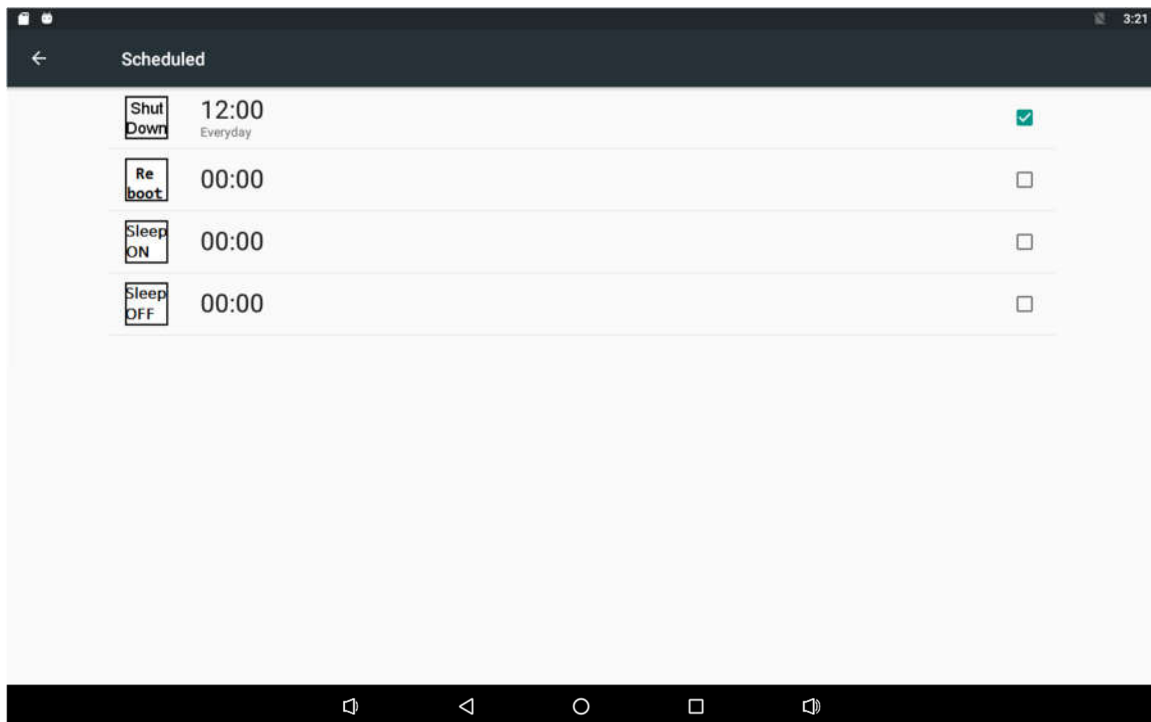 3:21
Scheduled
Shut
Down
12:00
Everyday
Re
boot
00:00
Sleep
ON
00:00
Sleep
OFF
00:00